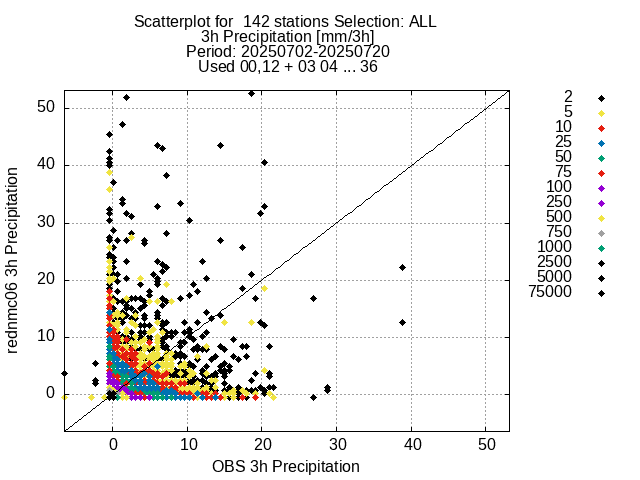 Scatterplot for  142 stations Selection: ALL
3h Precipitation [mm/3h]
Period: 20250702-20250720
Used 00,12 + 03 04 ... 36
rednmc06 3h Precipitation
50
40
30
20
10
0
0 10 20 30 40 50
OBS 3h Precipitation
2
5
10
25
50
75
100
250
500
750
1000
2500
5000
75000